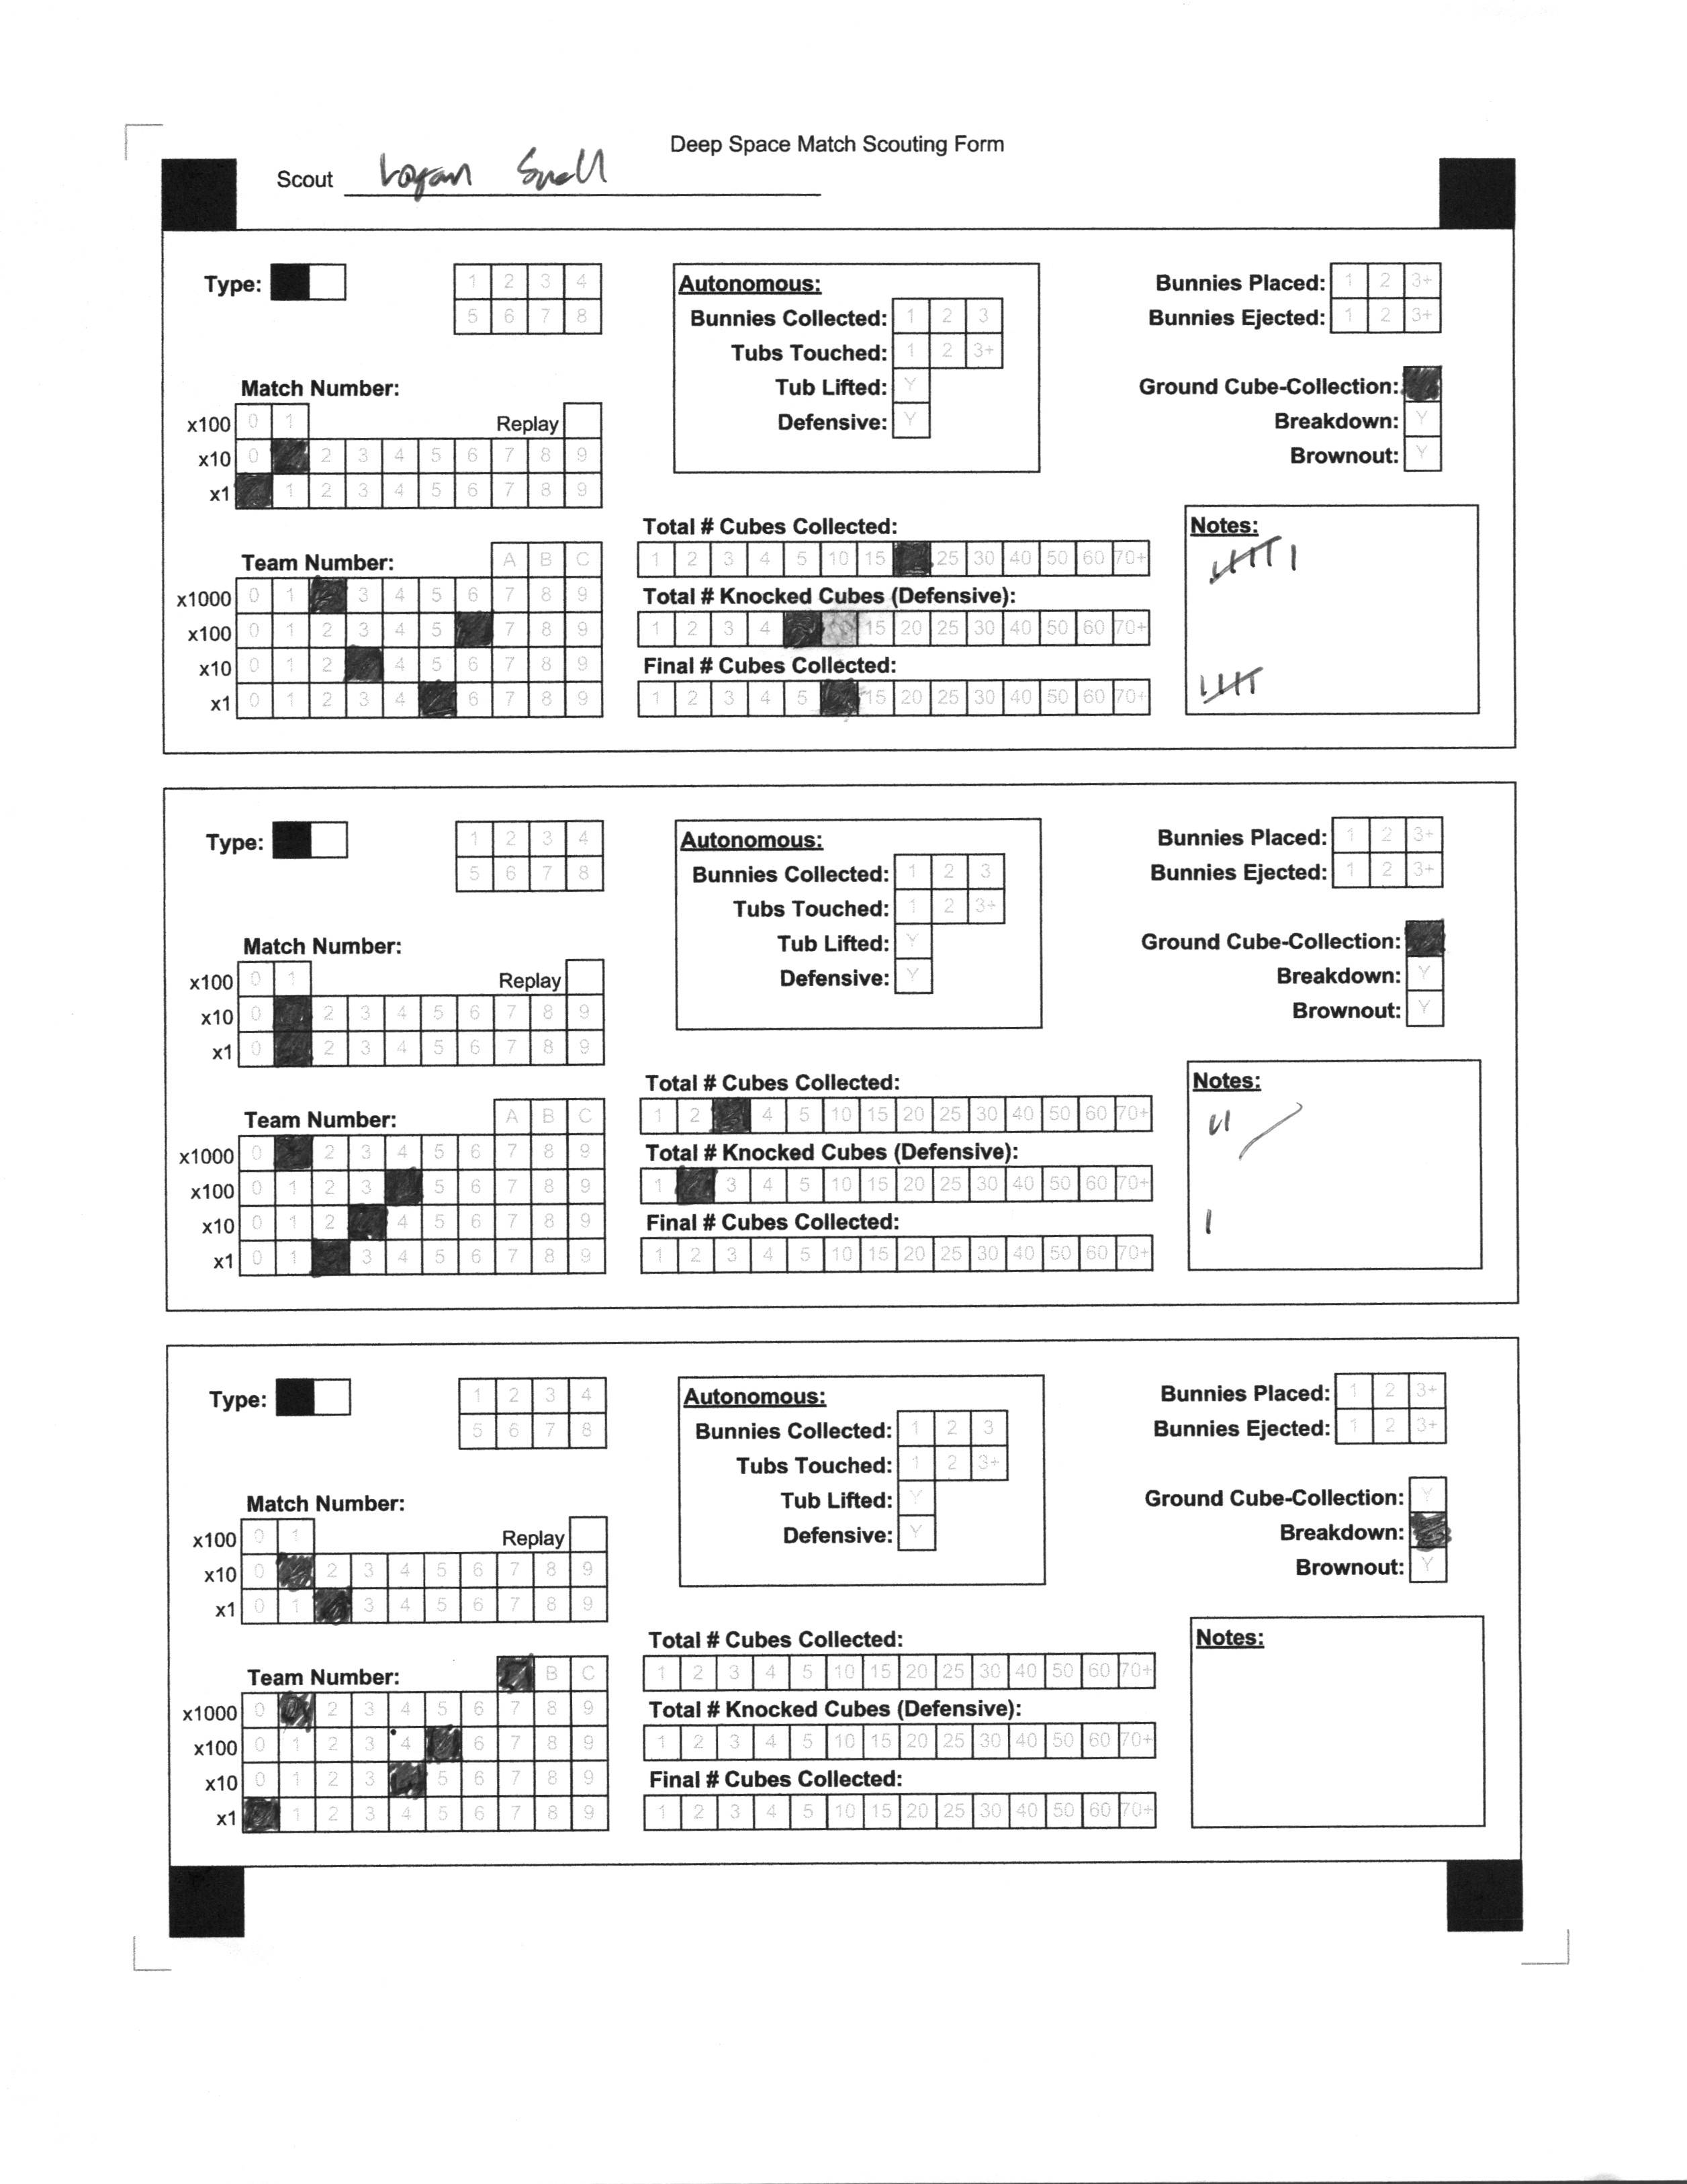 Deep Space Match Scouting Form
Scout Logan Snell
Type:
1 2 3 4
5 6 7 8
Match Number:
x100 0 1 Replay
x10 0 2 3 4 5 6 7 8 9
x1 1 2 3 4 5 6 7 8 9
Team Number: A B C
x1000 0 1 3 4 5 6 7 8 9
x100 0 1 2 3 4 5 7 8 9
x10 0 1 2 4 5 6 7 8 9
x1 0 1 2 3 4 6 7 8 9
Autonomous:
Bunnies Collected: 1 2 3
Tubs Touched: 1 2 3+
Tub Lifted: Y
Defensive: Y
Total # Cubes Collected:
1 2 3 4 5 10 15 25 30 40 50 60 70+
Total # Knocked Cubes (Defensive):
1 2 3 4 15 20 25 30 40 50 60 70+
Final # Cubes Collected:
1 2 3 4 5 15 20 25 30 40 50 60 70+
Bunnies Placed: 1 2 3+
Bunnies Ejected: 1 2 3+
Ground Cube-Collection:
Breakdown: Y
Brownout: Y
Notes:
Type:
1 2 3 4
5 6 7 8
Match Number:
x100 0 1 Replay
x10 0 2 3 4 5 6 7 8 9
x1 0 2 3 4 5 6 7 8 9
Team Number: A B C
x1000 0 2 3 4 5 6 7 8 9
x100 0 1 2 3 5 6 7 8 9
x10 0 1 2 4 5 6 7 8 9
x1 0 1 3 4 5 6 7 8 9
Autonomous:
Bunnies Collected: 1 2 3
Tubs Touched: 1 2 3+
Tub Lifted: Y
Defensive: Y
Total # Cubes Collected:
1 2 4 5 10 15 20 25 30 40 50 60 70+
Total # Knocked Cubes (Defensive):
1 3 4 5 10 15 20 25 30 40 50 60 70+
Final # Cubes Collected:
1 2 3 4 5 10 15 20 25 30 40 50 60 70+
Bunnies Placed: 1 2 3+
Bunnies Ejected: 1 2 3+
Ground Cube-Collection:
Breakdown: Y
Brownout: Y
Notes:
Type:
1 2 3 4
5 6 7 8
Match Number:
x100 0 1 Replay
x10 0 2 3 4 5 6 7 8 9
x1 0 1 3 4 5 6 7 8 9
Team Number: B C
x1000 0 2 3 4 5 6 7 8 9
x100 0 1 2 3 4 6 7 8 9
x10 0 1 2 3 5 6 7 8 9
x1 1 2 3 4 5 6 7 8 9
Autonomous:
Bunnies Collected: 1 2 3
Tubs Touched: 1 2 3+
Tub Lifted: Y
Defensive: Y
Total # Cubes Collected:
1 2 3 4 5 10 15 20 25 30 40 50 60 70+
Total # Knocked Cubes (Defensive):
1 2 3 4 5 10 15 20 25 30 40 50 60 70+
Final # Cubes Collected:
1 2 3 4 5 10 15 20 25 30 40 50 60 70+
Bunnies Placed: 1 2 3+
Bunnies Ejected: 1 2 3+
Ground Cube-Collection: Y
Breakdown:
Brownout: Y
Notes: